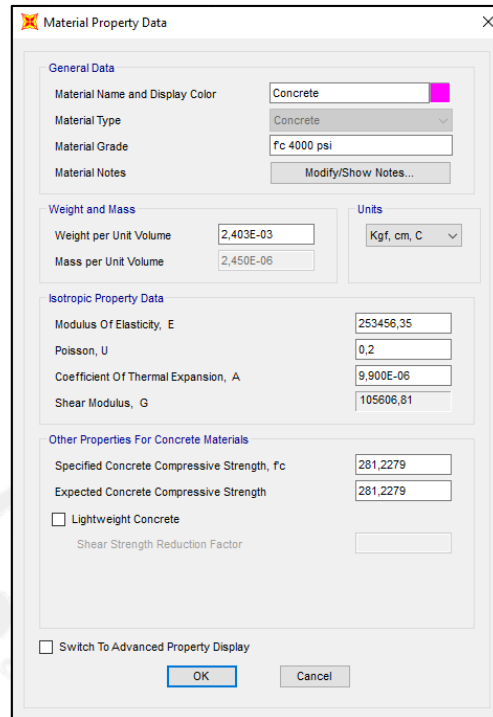 Material Property Data
General Data
Material Name and Display Color Concrete
Material Type Concrete
Material Grade f'c 4000 psi
Material Notes Modify/Show Notes...
Weight and Mass Units
Weight per Unit Volume 2,403E-03 Kgf, cm, C
Mass per Unit Volume 2,450E-06
Isotropic Property Data
Modulus Of Elasticity, E 253456,35
Poisson, U 0,2
Coefficient Of Thermal Expansion, A 9,900E-06
Shear Modulus, G 105606,81
Other Properties For Concrete Materials
Specified Concrete Compressive Strength, f'c 281,2279
Expected Concrete Compressive Strength 281,2279
Lightweight Concrete
Shear Strength Reduction Factor
Switch To Advanced Property Display
OK Cancel